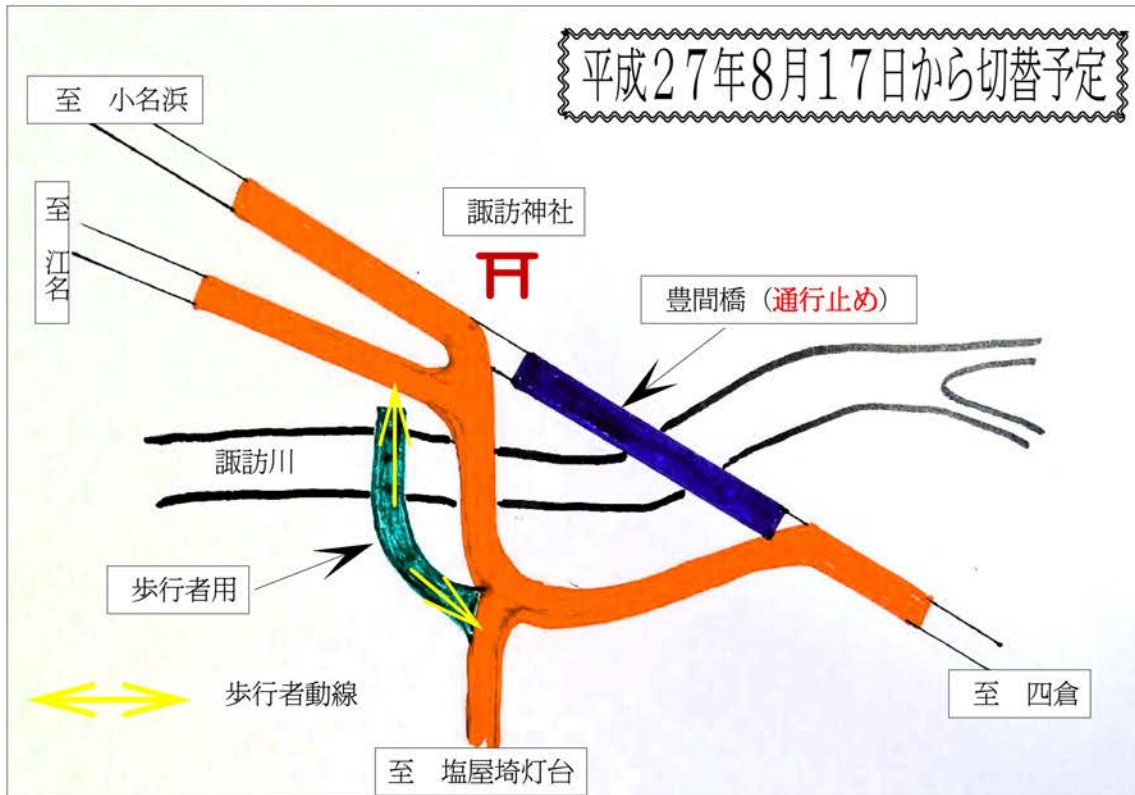 平成27年8月17日から切替予定
至　小名浜
至　江名
諏訪神社
豊間橋（通行止め）
諏訪川
歩行者用
歩行者動線
至　四倉
至　塩屋埼灯台